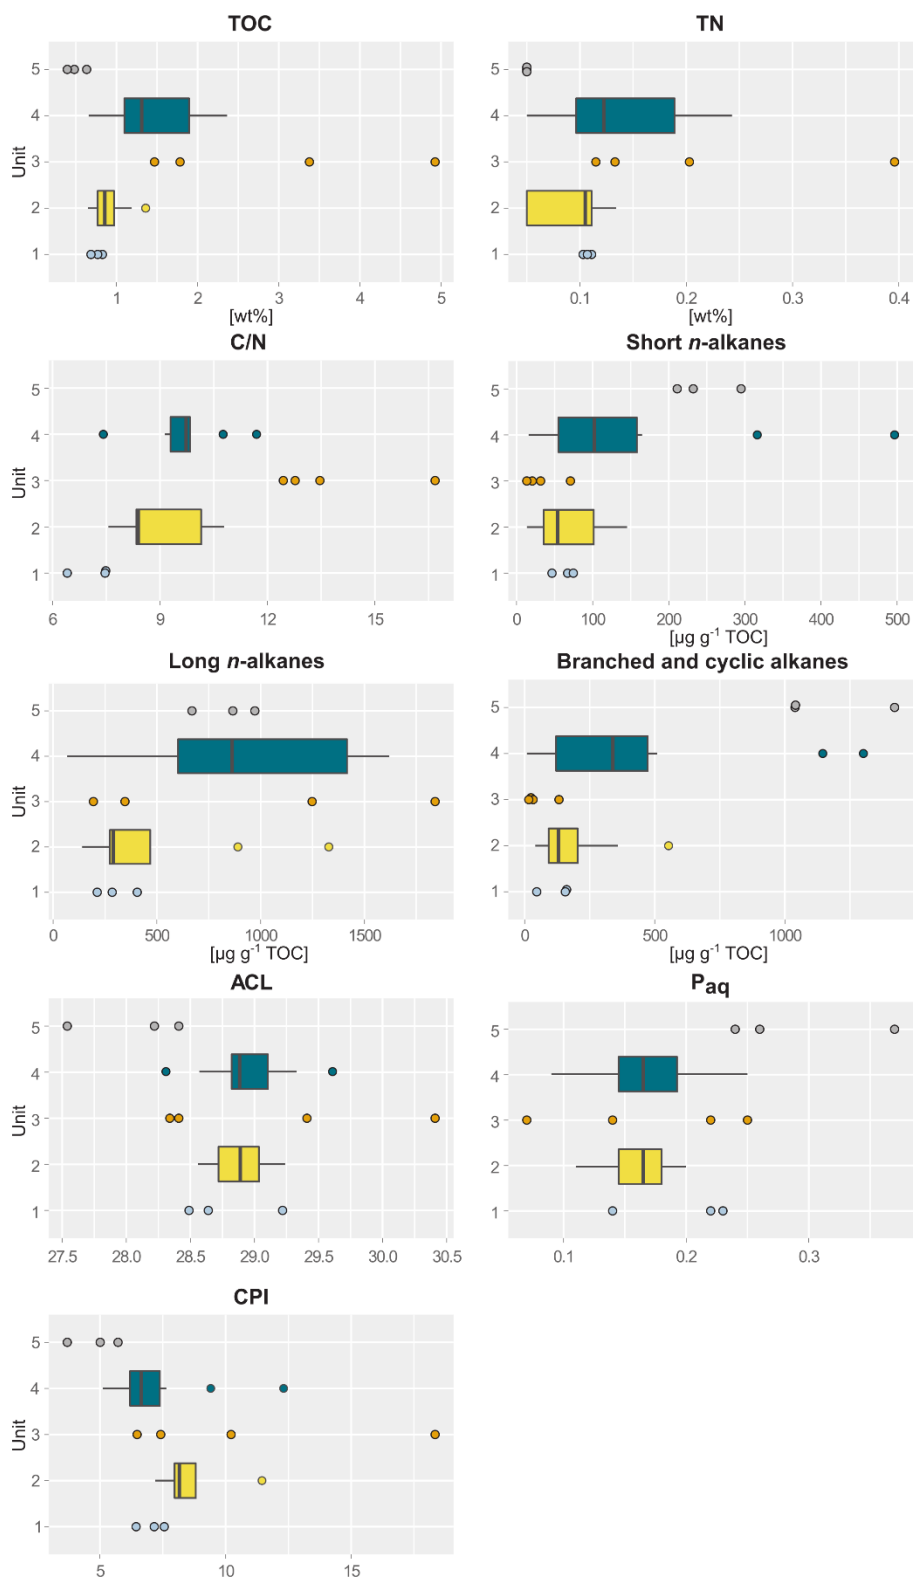 TOC
TN
Unit
5
4
3
2
1
1 2 3 4 5
[wt%]
5
4
3
2
1
0.1 0.2 0.3 0.4
[wt%]
C/N
Short n-alkanes
Unit
5
4
3
2
1
6 9 12 15
5
4
3
2
1
0 100 200 300 400 500
[µg g⁻¹ TOC]
Long n-alkanes
Branched and cyclic alkanes
Unit
5
4
3
2
1
0 500 1000 1500
[µg g⁻¹ TOC]
5
4
3
2
1
0 500 1000
[µg g⁻¹ TOC]
ACL
Paq
Unit
5
4
3
2
1
27.5 28.0 28.5 29.0 29.5 30.0 30.5
5
4
3
2
1
0.1 0.2 0.3
CPI
Unit
5
4
3
2
1
5 10 15